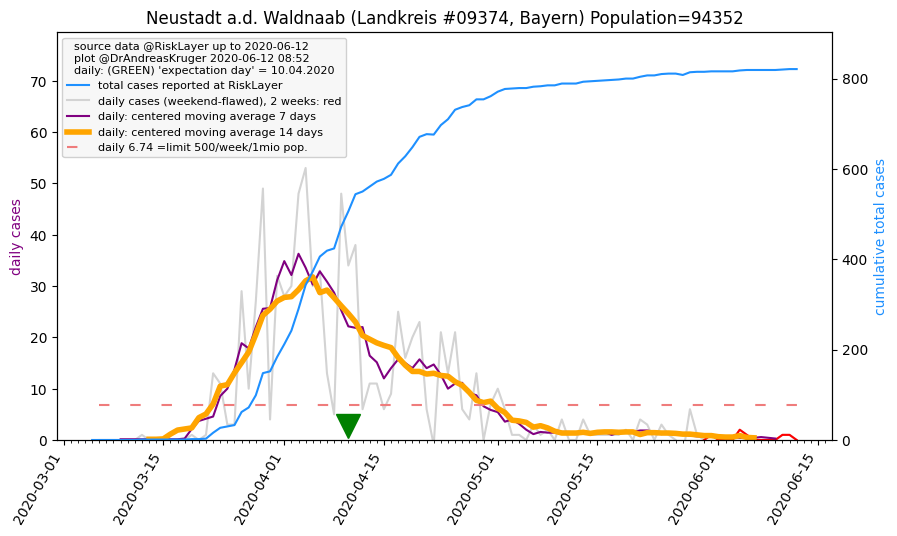 Neustadt a.d. Waldnaab (Landkreis #09374, Bayern) Population=94352
source data @RiskLayer up to 2020-06-12
plot @DrAndreasKruger 2020-06-12 08:52
daily: (GREEN) 'expectation day' = 10.04.2020
total cases reported at RiskLayer
daily cases (weekend-flawed), 2 weeks: red
daily: centered moving average 7 days
daily: centered moving average 14 days
daily 6.74 =limit 500/week/1mio pop.
daily cases
70
60
50
40
30
20
10
0
cumulative total cases
800
600
400
200
0
2020-03-01
2020-03-15
2020-04-01
2020-04-15
2020-05-01
2020-05-15
2020-06-01
2020-06-15